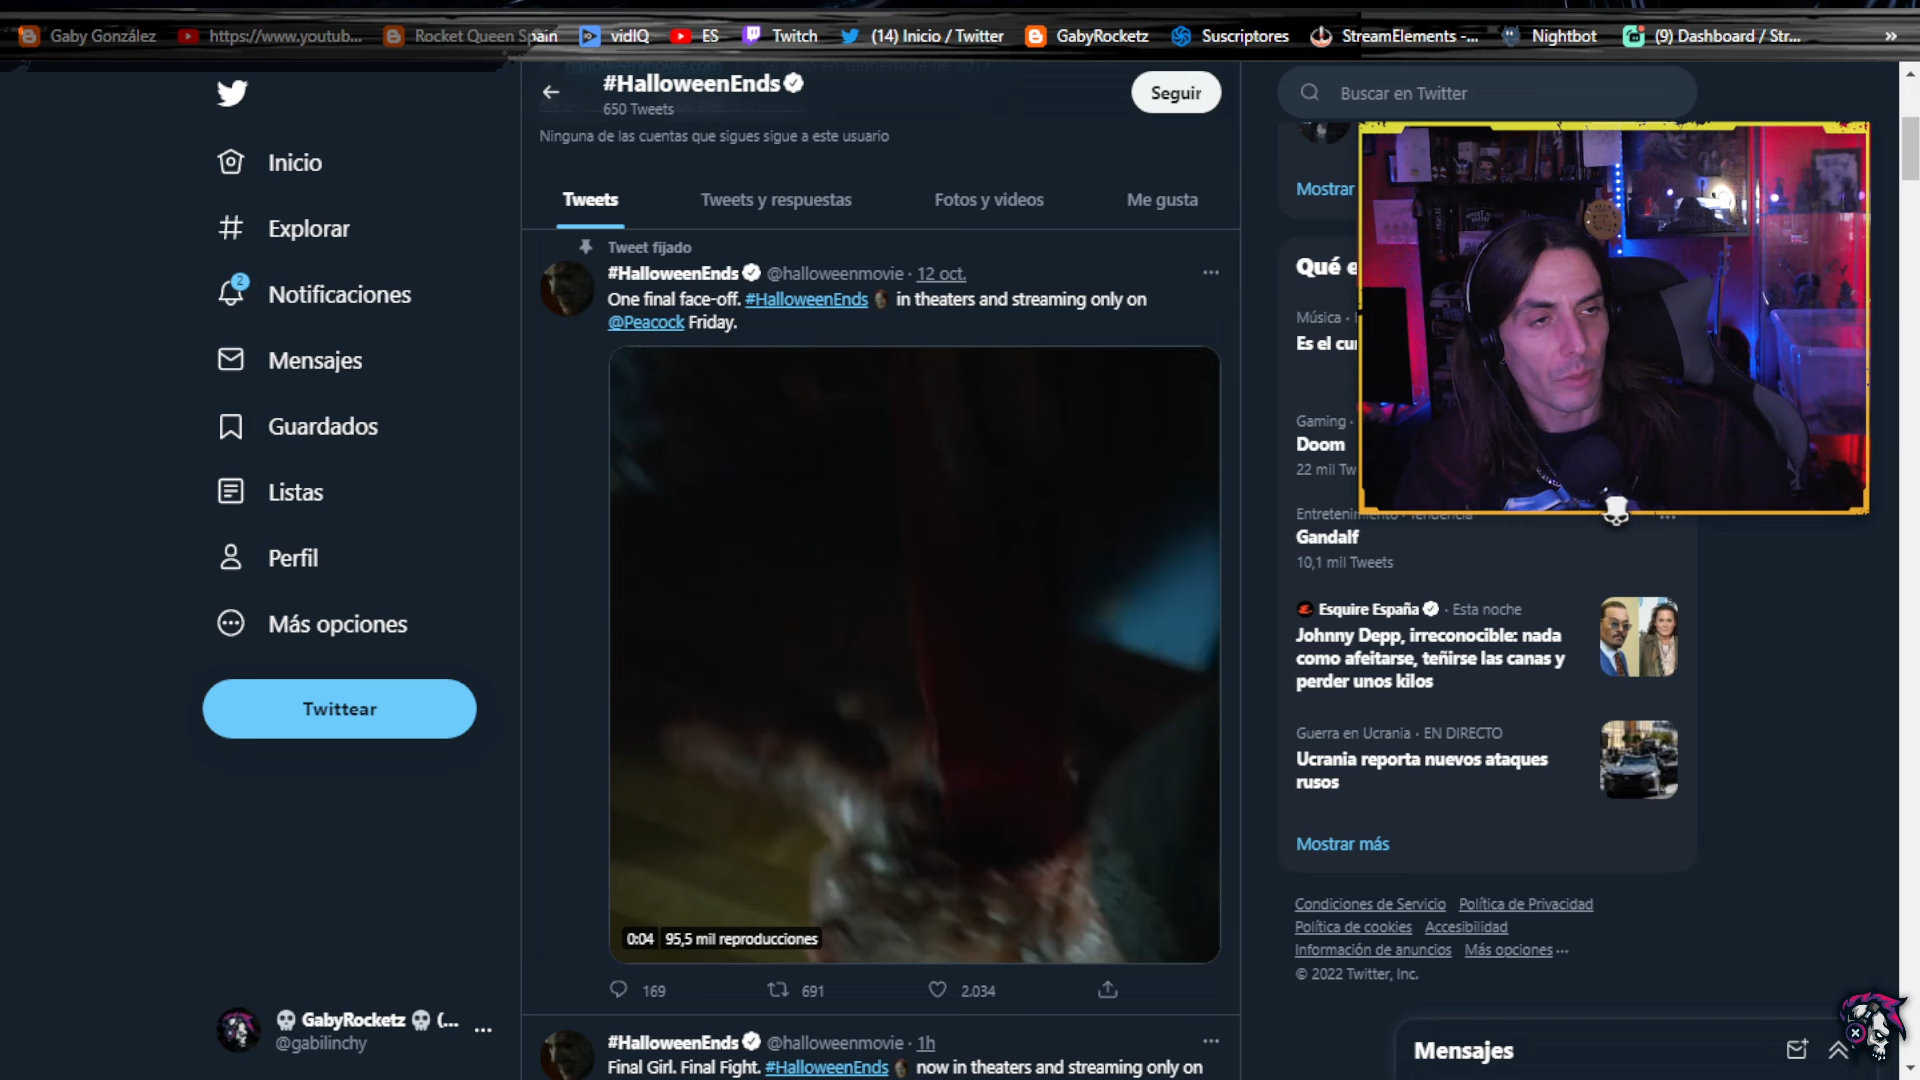 Gaby González
https://www.youtub...
Rocket Queen Spain
vidIQ
ES
Twitch
(14) Inicio / Twitter
GabyRocketz
Suscriptores
StreamElements -...
Nightbot
(9) Dashboard / Str...
»
#HalloweenEnds
650 Tweets
Seguir
Ninguna de las cuentas que sigues sigue a este usuario
Tweets
Tweets y respuestas
Fotos y videos
Me gusta
Inicio
Explorar
2
Notificaciones
Mensajes
Guardados
Listas
Perfil
Más opciones
Twittear
GabyRocketz (...
@gabilinchy
Tweet fijado
#HalloweenEnds @halloweenmovie · 12 oct.
One final face-off. #HalloweenEnds in theaters and streaming only on
@Peacock Friday.
0:04 95,5 mil reproducciones
169 691 2.034
#HalloweenEnds @halloweenmovie · 1h
Final Girl. Final Fight. #HalloweenEnds now in theaters and streaming only on
Buscar en Twitter
Mostrar
Qué e
Música ·
Es el cu
Gaming ·
Doom
22 mil Tw
Entretenimiento · Tendencia
Gandalf
10,1 mil Tweets
Esquire España · Esta noche
Johnny Depp, irreconocible: nada
como afeitarse, teñirse las canas y
perder unos kilos
Guerra en Ucrania · EN DIRECTO
Ucrania reporta nuevos ataques
rusos
Mostrar más
Condiciones de Servicio Política de Privacidad
Política de cookies Accesibilidad
Información de anuncios Más opciones ···
© 2022 Twitter, Inc.
Mensajes